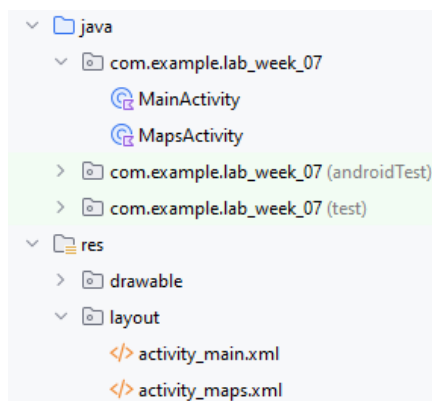 java
com.example.lab_week_07
MainActivity
MapsActivity
com.example.lab_week_07 (androidTest)
com.example.lab_week_07 (test)
res
drawable
layout
activity_main.xml
activity_maps.xml